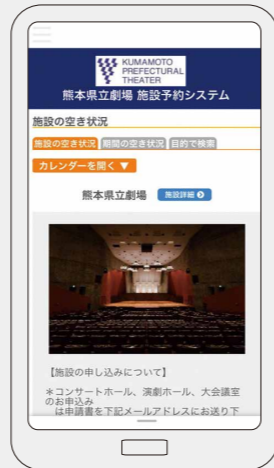 KUMAMOTO
PREFECTURAL
THEATER
熊本県立劇場 施設予約システム
施設の空き状況
施設の空き状況 期間の空き状況 目的で検索
カレンダーを開く ▼
熊本県立劇場 施設詳細
【施設の申し込みについて】
＊コンサートホール、演劇ホール、大会議室
のお申込み
は申請書を下記メールアドレスにお送り下